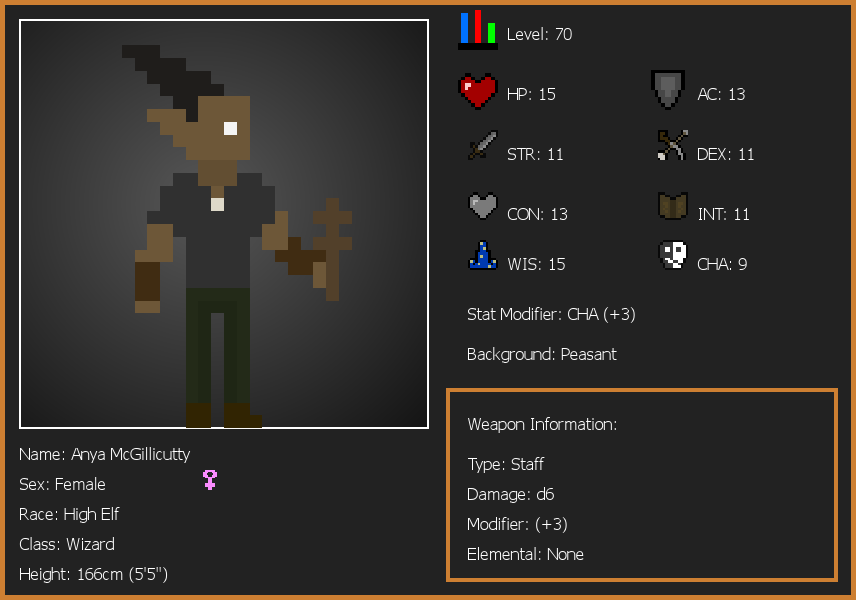 Level: 70
HP: 15
AC: 13
STR: 11
DEX: 11
CON: 13
INT: 11
WIS: 15
CHA: 9
Stat Modifier: CHA (+3)
Background: Peasant
Weapon Information:
Type: Staff
Damage: d6
Modifier: (+3)
Elemental: None
Name: Anya McGillicutty
Sex: Female
Race: High Elf
Class: Wizard
Height: 166cm (5'5")